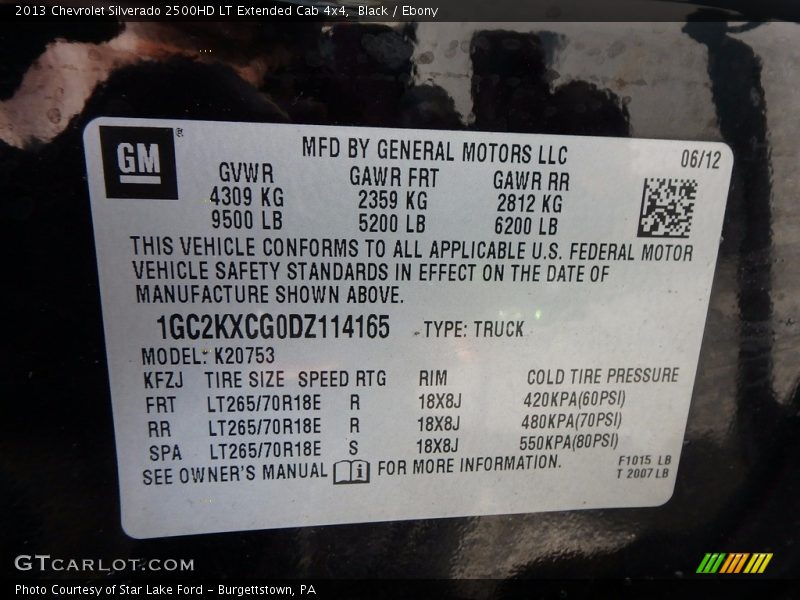 2013 Chevrolet Silverado 2500HD LT Extended Cab 4x4, Black / Ebony
GM ®
MFD BY GENERAL MOTORS LLC 06/12
GVWR GAWR FRT GAWR RR
4309 KG 2359 KG 2812 KG
9500 LB 5200 LB 6200 LB
THIS VEHICLE CONFORMS TO ALL APPLICABLE U.S. FEDERAL MOTOR
VEHICLE SAFETY STANDARDS IN EFFECT ON THE DATE OF
MANUFACTURE SHOWN ABOVE.
1GC2KXCG0DZ114165 TYPE: TRUCK
MODEL: K20753
KFZJ TIRE SIZE SPEED RTG RIM COLD TIRE PRESSURE
FRT LT265/70R18E R 18X8J 420KPA(60PSI)
RR LT265/70R18E R 18X8J 480KPA(70PSI)
SPA LT265/70R18E S 18X8J 550KPA(80PSI)
SEE OWNER'S MANUAL i FOR MORE INFORMATION.
F1015 LB
T 2007LB
GTCARLOT.COM
Photo Courtesy of Star Lake Ford - Burgettstown, PA